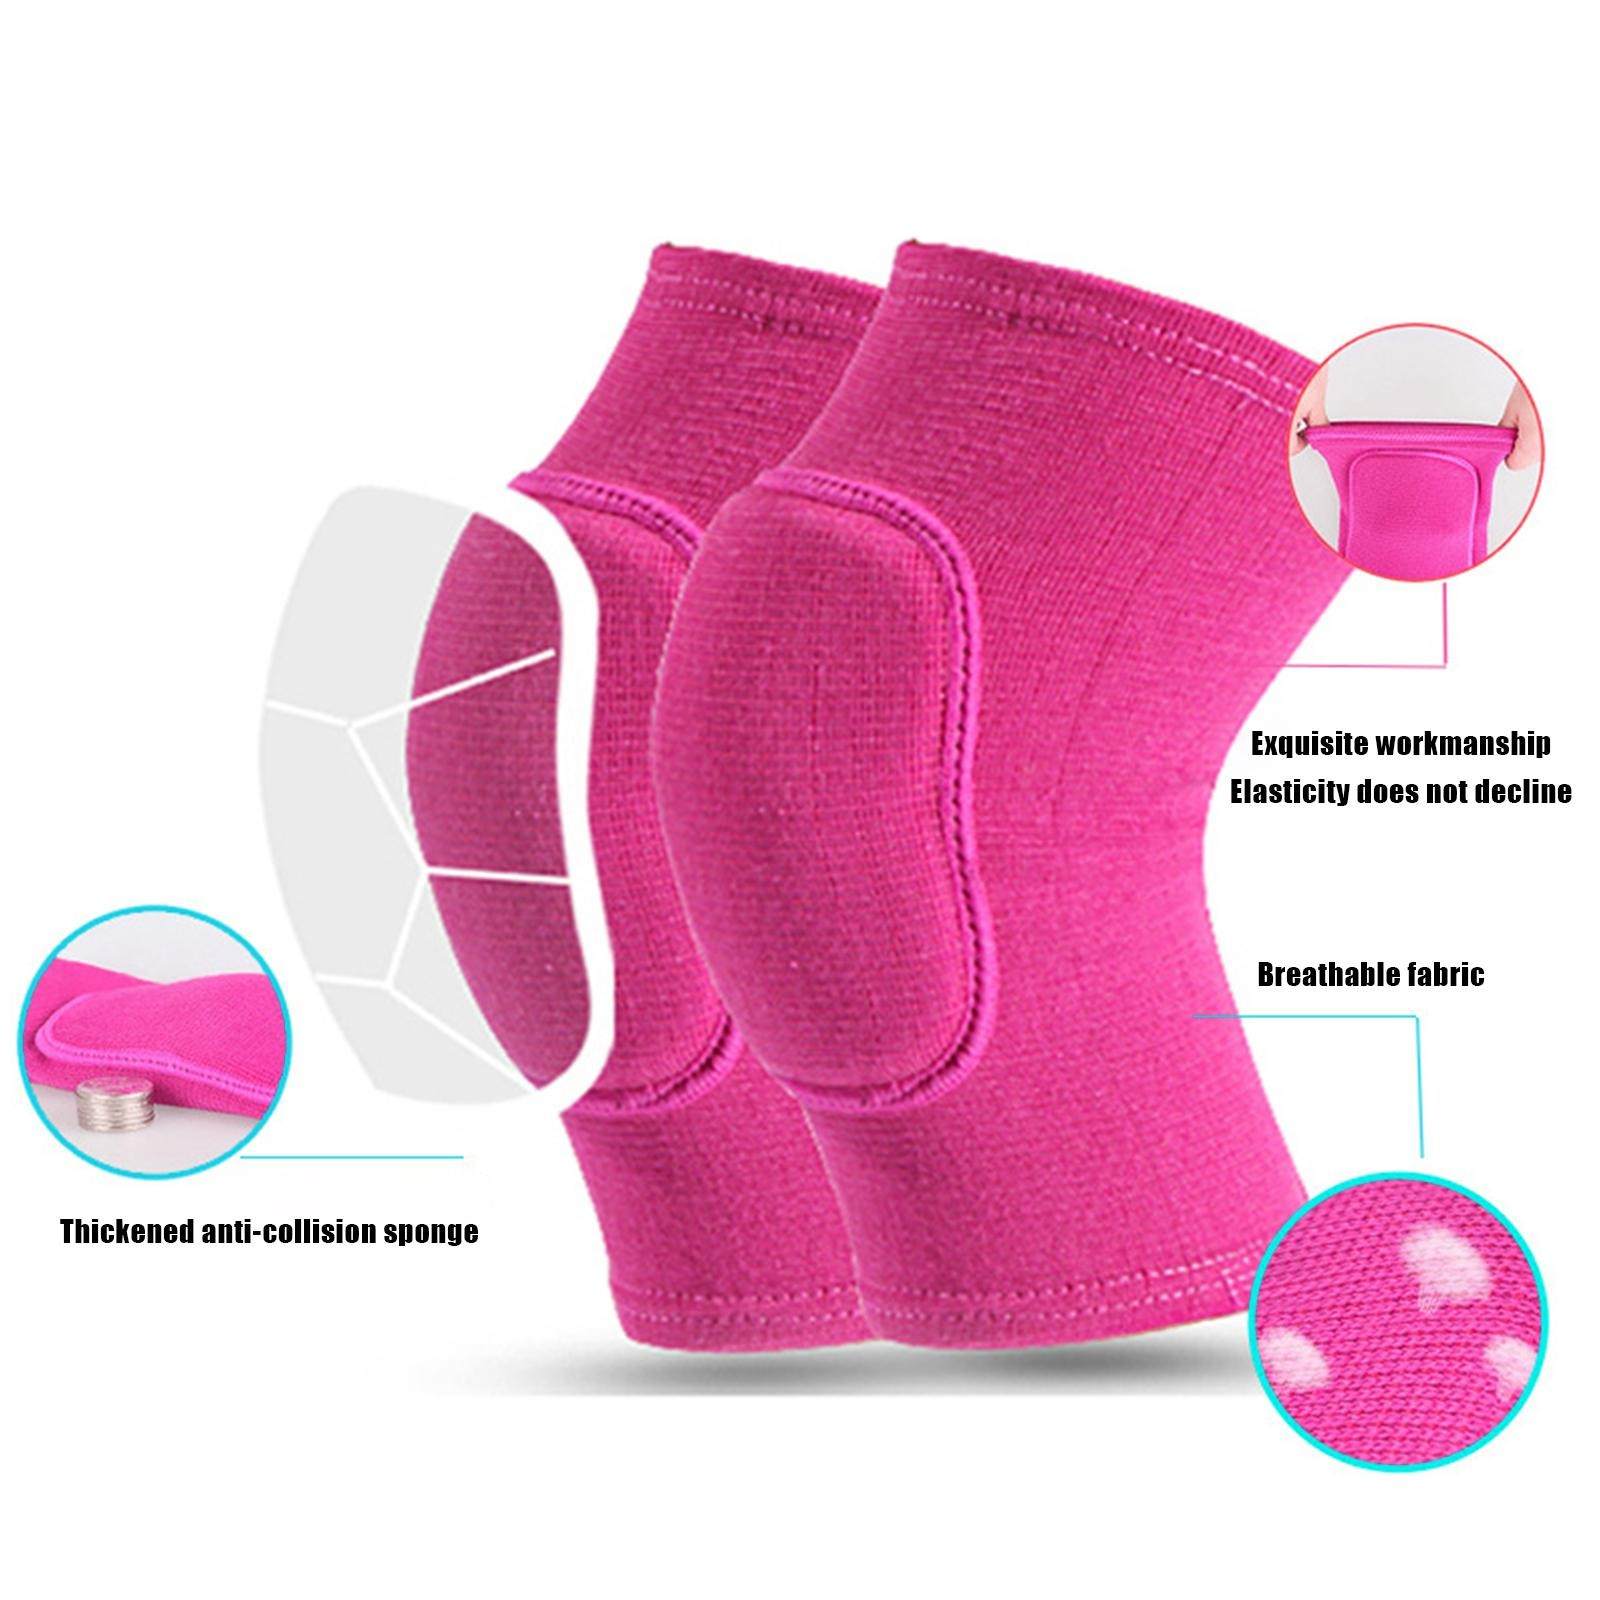 Exquisite workmanship
Elasticity does not decline
Breathable fabric
Thickened anti-collision sponge